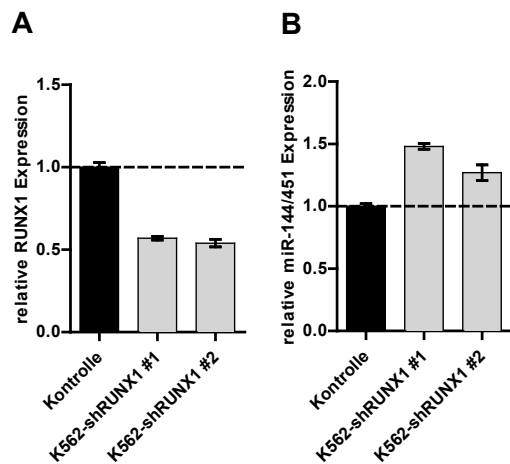 A
relative RUNX1 Expression
1.5
1.0
0.5
0.0
Kontrolle
K562-shRUNX1 #1
K562-shRUNX1 #2
B
relative miR-144/451 Expression
2.0
1.5
1.0
0.5
0.0
Kontrolle
K562-shRUNX1 #1
K562-shRUNX1 #2